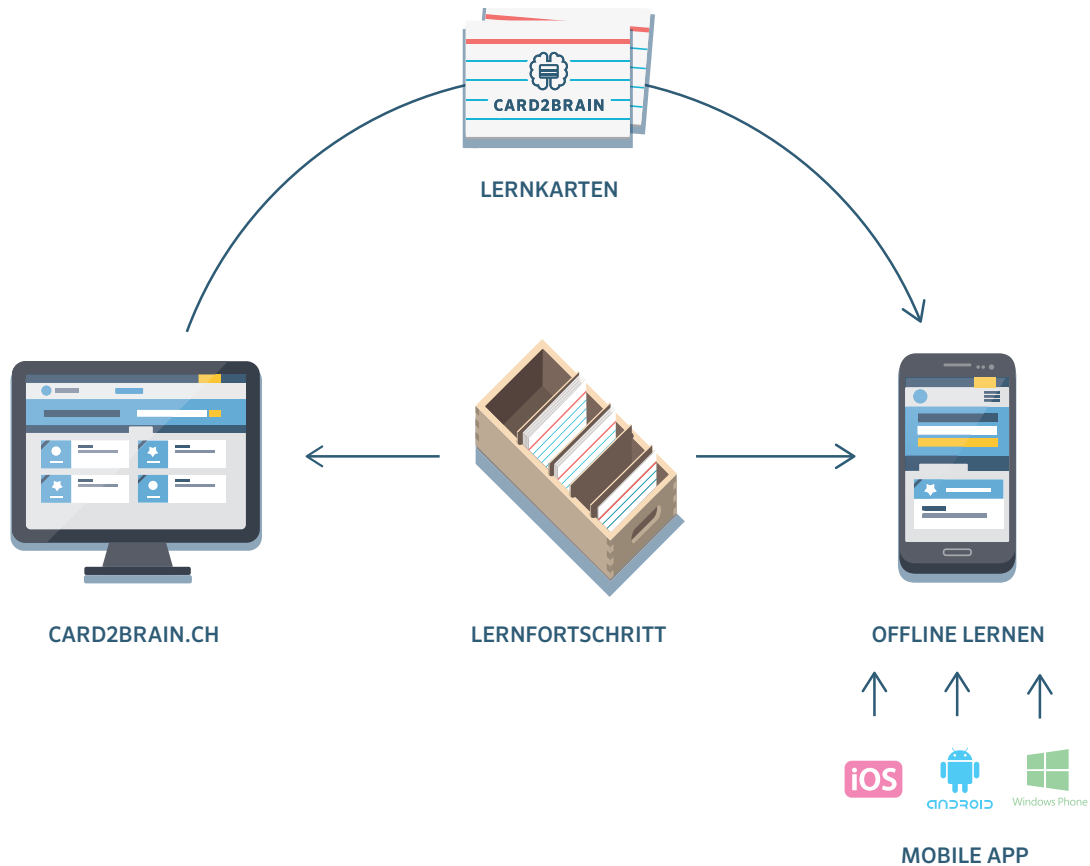 CARD2BRAIN
LERNKARTEN
CARD2BRAIN.CH
LERNFORTSCHRITT
OFFLINE LERNEN
iOS
ANDROID
Windows Phone
MOBILE APP